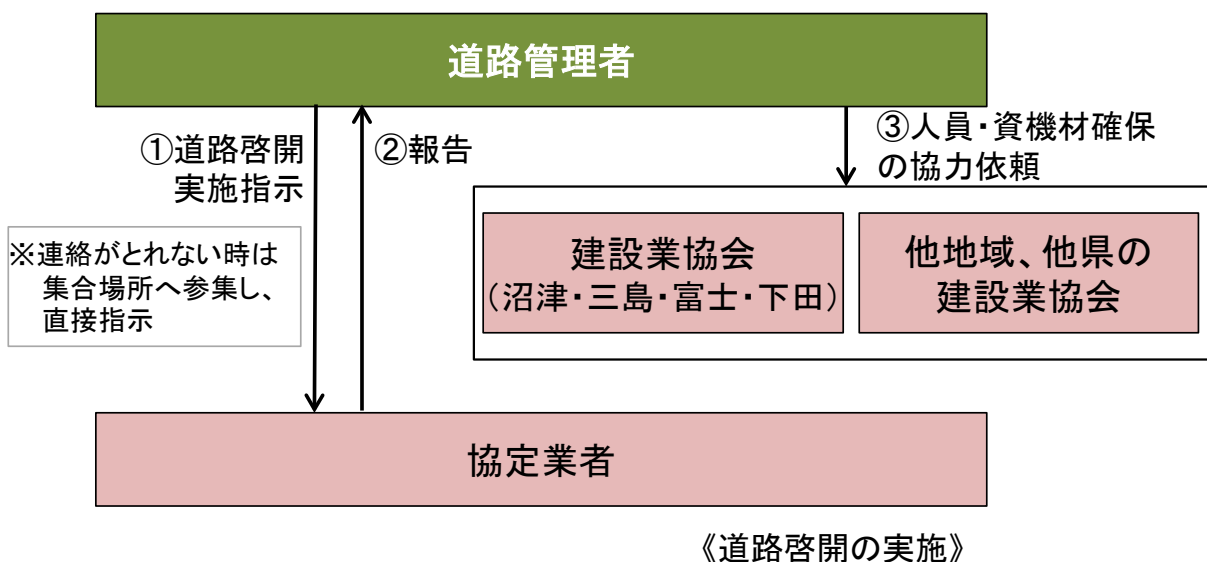 道路管理者
①道路啓開
実施指示
②報告
③人員・資機材確保
の協力依頼
※連絡がとれない時は
集合場所へ参集し、
直接指示
建設業協会
（沼津・三島・富士・下田）
他地域、他県の
建設業協会
協定業者
《道路啓開の実施》